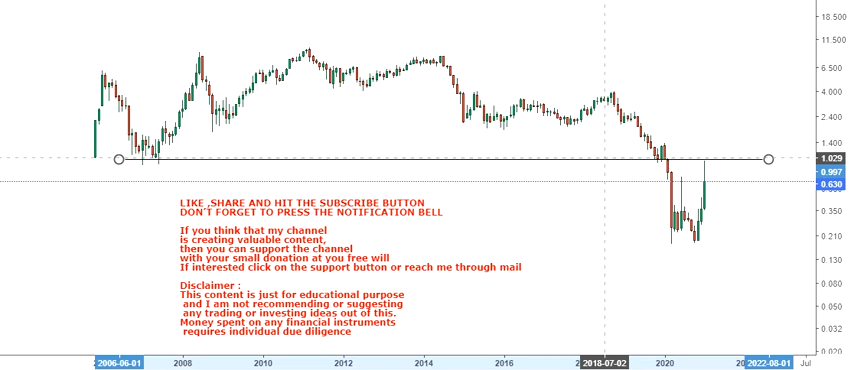 18.500
11.500
6.500
4.000
2.400
1.400
1.029
0.997
0.630
0.350
0.210
0.130
0.080
0.050
0.032
0.020
LIKE ,SHARE AND HIT THE SUBSCRIBE BUTTON
DON'T FORGET TO PRESS THE NOTIFICATION BELL
If you think that my channel
is creating valuable content,
then you can support the channel
with your small donation at you free will
If interested click on the support button or reach me through mail
Disclaimer :
This content is just for educational purpose
and I am not recommending or suggesting
any trading or investing ideas out of this.
Money spent on any financial instruments
requires individual due diligence
2006-06-01 2008 2010 2012 2014 2016 2018-07-02 2020 2022-08-01 Jul